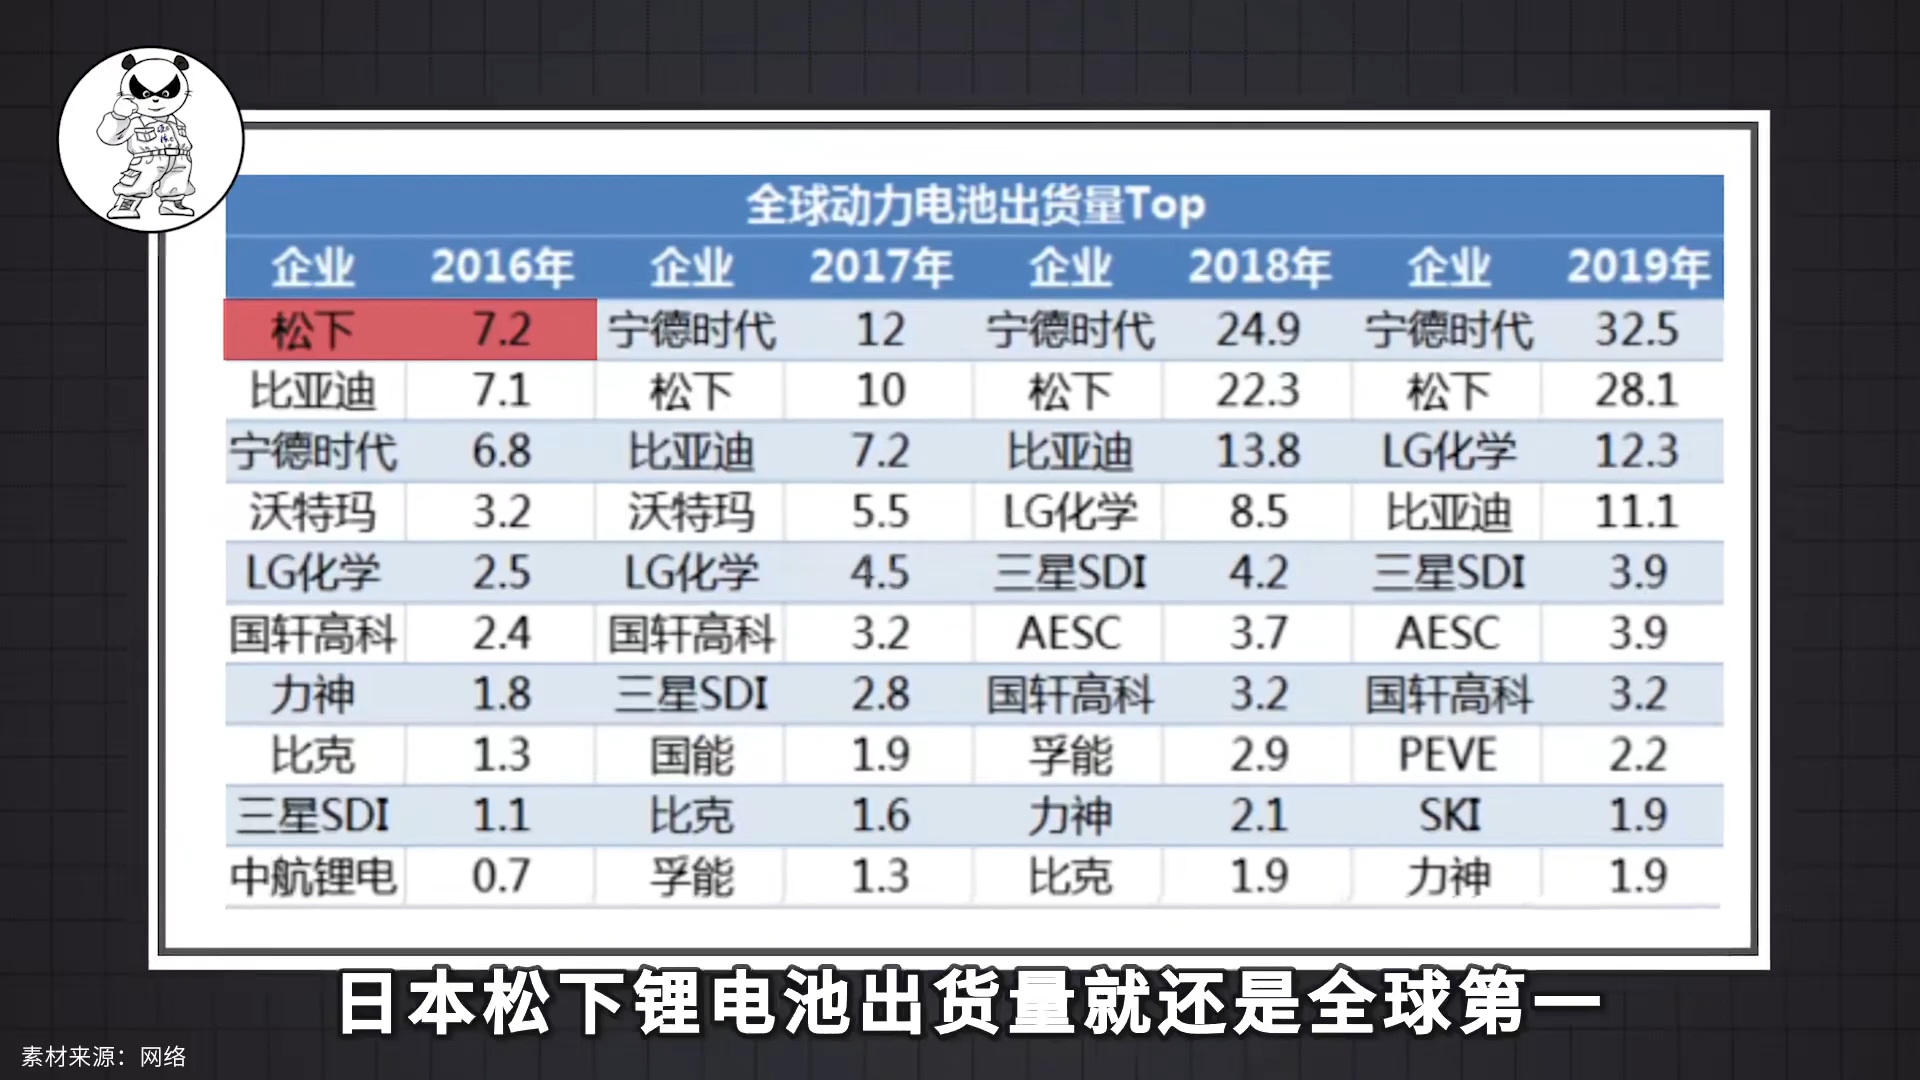 全球动力电池出货量Top
企业 2016年 企业 2017年 企业 2018年 企业 2019年
松下 7.2 宁德时代 12 宁德时代 24.9 宁德时代 32.5
比亚迪 7.1 松下 10 松下 22.3 松下 28.1
宁德时代 6.8 比亚迪 7.2 比亚迪 13.8 LG化学 12.3
沃特玛 3.2 沃特玛 5.5 LG化学 8.5 比亚迪 11.1
LG化学 2.5 LG化学 4.5 三星SDI 4.2 三星SDI 3.9
国轩高科 2.4 国轩高科 3.2 AESC 3.7 AESC 3.9
力神 1.8 三星SDI 2.8 国轩高科 3.2 国轩高科 3.2
比克 1.3 国能 1.9 孚能 2.9 PEVE 2.2
三星SDI 1.1 比克 1.6 力神 2.1 SKI 1.9
中航锂电 0.7 孚能 1.3 比克 1.9 力神 1.9
日本松下锂电池出货量就还是全球第一
素材来源：网络